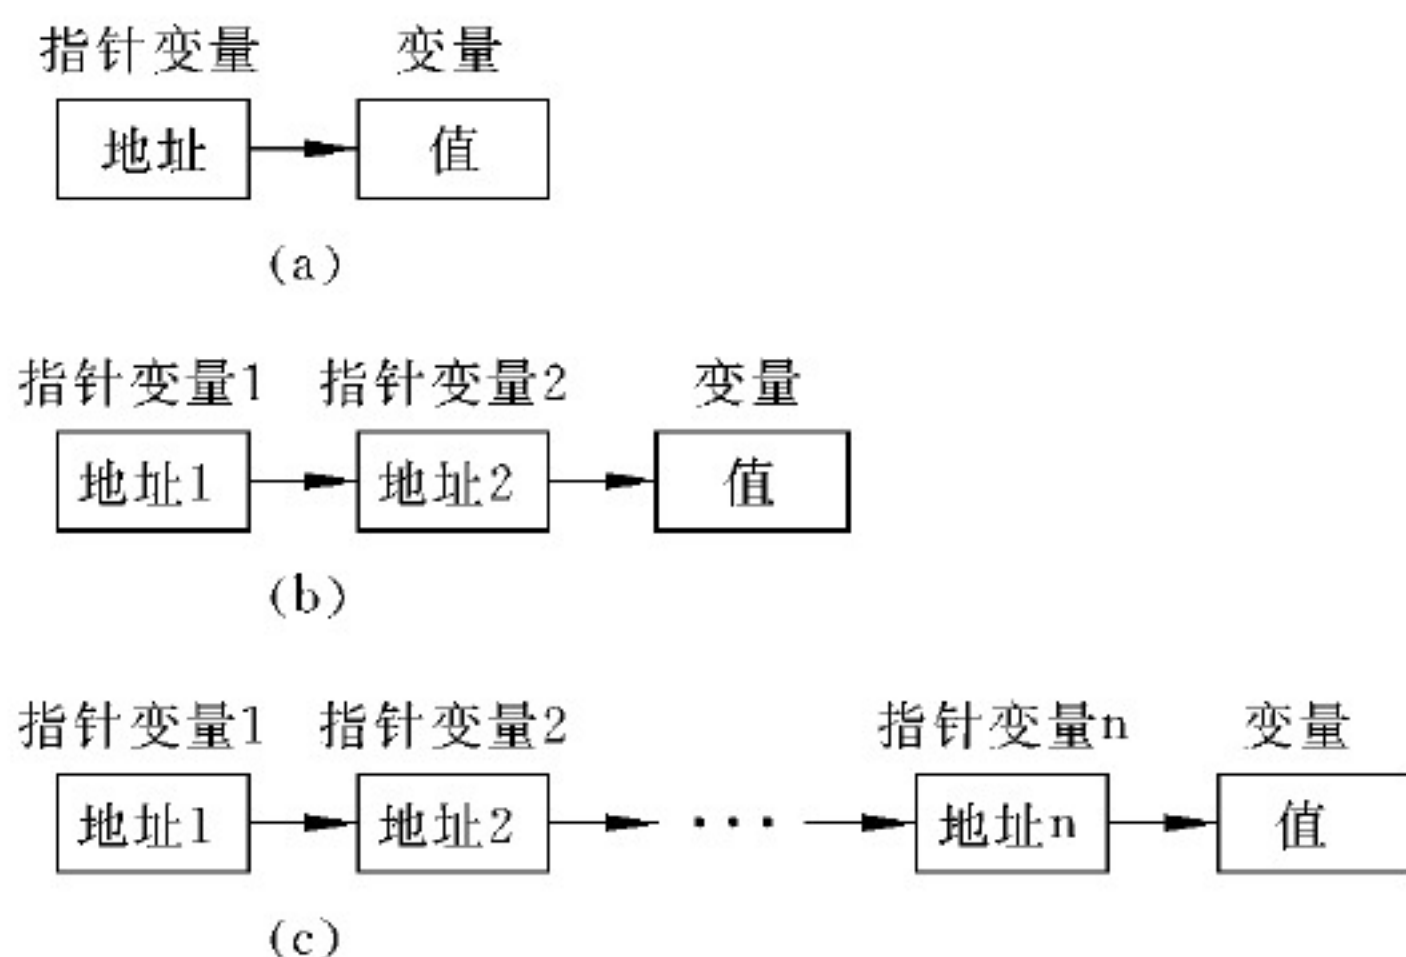 指针变量 变量
地址 值
(a)
指针变量1 指针变量2 变量
地址1 地址2 值
(b)
指针变量1 指针变量2 指针变量n 变量
地址1 地址2 ··· 地址n 值
(c)